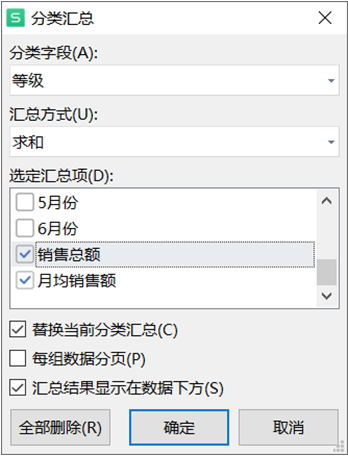 S 分类汇总
分类字段(A):
等级
汇总方式(U):
求和
选定汇总项(D):
5月份
6月份
销售总额
月均销售额
替换当前分类汇总(C)
每组数据分页(P)
汇总结果显示在数据下方(S)
全部删除(R) 确定 取消